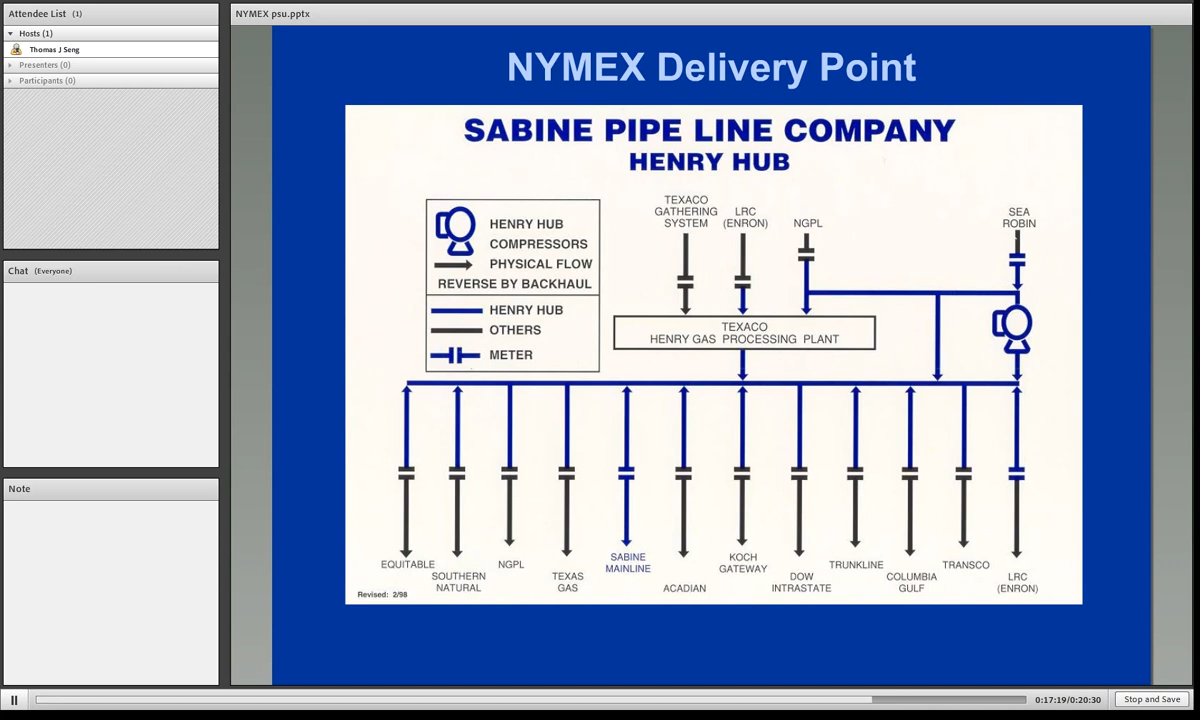 Attendee List (1)
Hosts (1)
Thomas J Seng
Presenters (0)
Participants (0)
Chat (Everyone)
Note
NYMEX psu.pptx
NYMEX Delivery Point
SABINE PIPE LINE COMPANY
HENRY HUB
HENRY HUB
COMPRESSORS
PHYSICAL FLOW
REVERSE BY BACKHAUL
HENRY HUB
OTHERS
METER
TEXACO
GATHERING
SYSTEM
LRC
(ENRON)
NGPL
SEA
ROBIN
TEXACO
HENRY GAS PROCESSING PLANT
EQUITABLE
SOUTHERN
NATURAL
NGPL
TEXAS
GAS
SABINE
MAINLINE
ACADIAN
KOCH
GATEWAY
DOW
INTRASTATE
TRUNKLINE
COLUMBIA
GULF
TRANSCO
LRC
(ENRON)
Revised: 2/98
0:17:19/0:20:30
Stop and Save